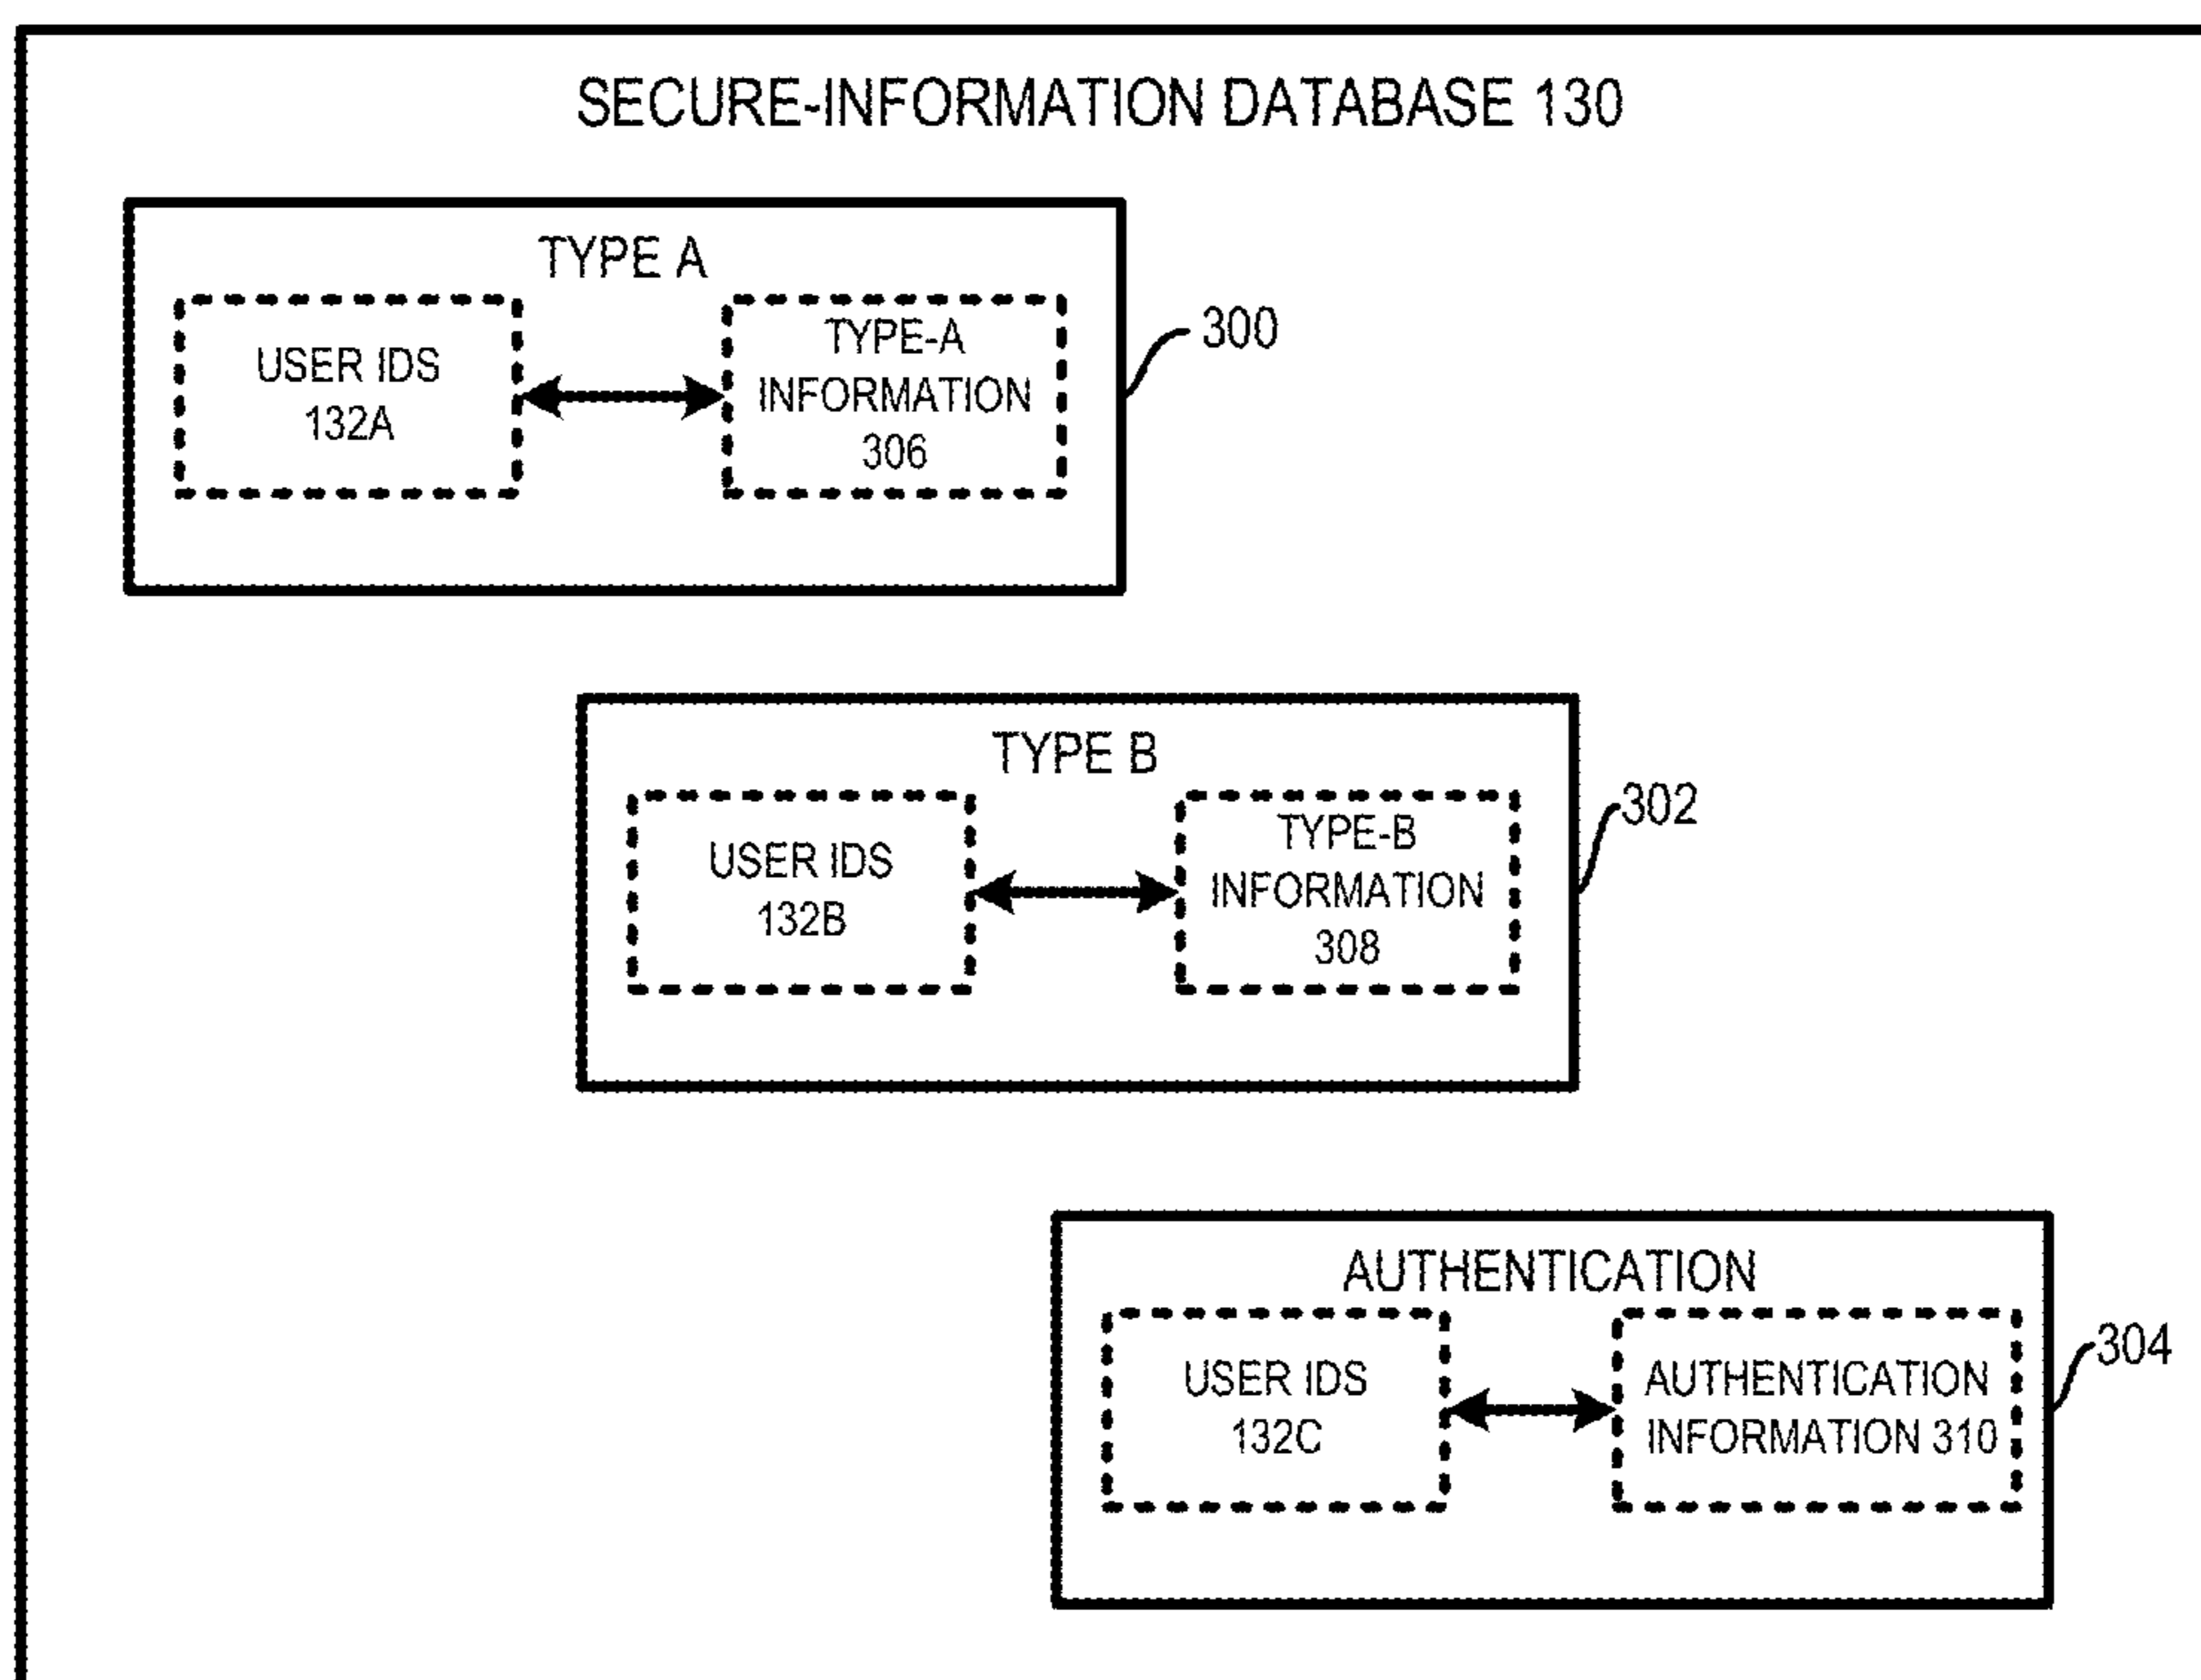 SECURE-INFORMATION DATABASE 130
TYPE A
USER IDS
132A
TYPE-A
INFORMATION
306
300
TYPE B
USER IDS
132B
TYPE-B
INFORMATION
308
302
AUTHENTICATION
USER IDS
132C
AUTHENTICATION
INFORMATION 310
304